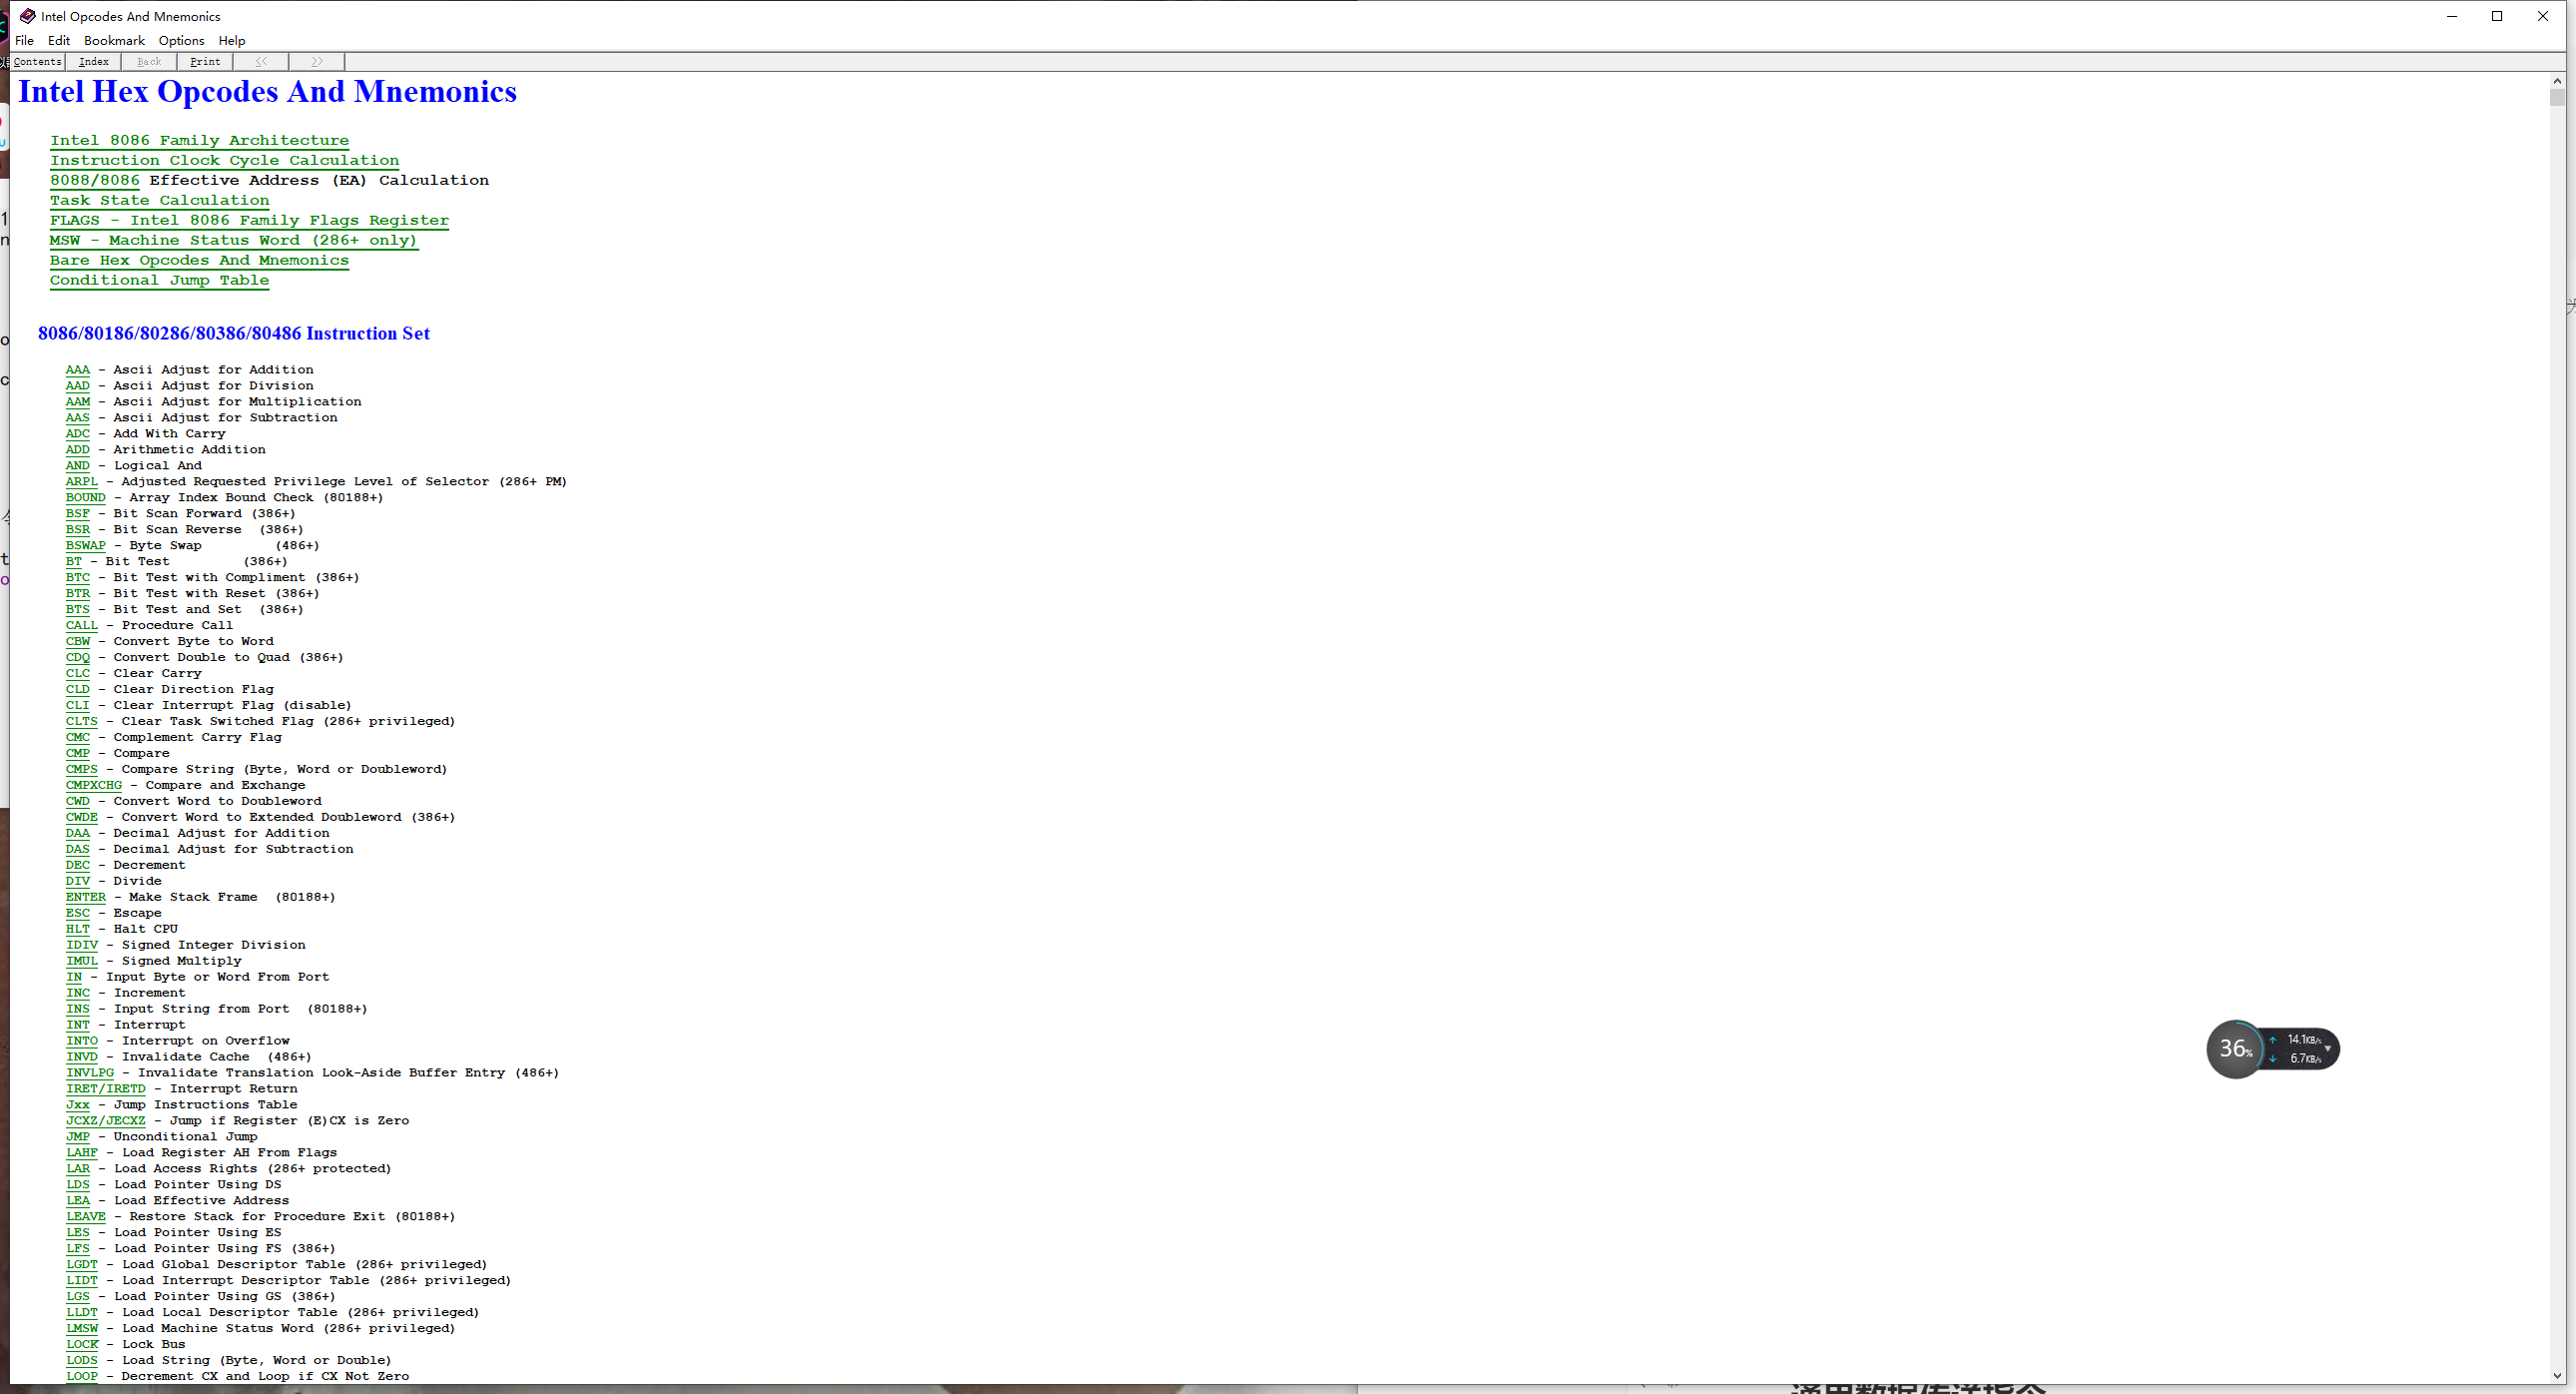 Intel Opcodes And Mnemonics
File Edit Bookmark Options Help
Contents Index Back Print << >>
Intel Hex Opcodes And Mnemonics
Intel 8086 Family Architecture
Instruction Clock Cycle Calculation
8088/8086 Effective Address (EA) Calculation
Task State Calculation
FLAGS - Intel 8086 Family Flags Register
MSW - Machine Status Word (286+ only)
Bare Hex Opcodes And Mnemonics
Conditional Jump Table
8086/80186/80286/80386/80486 Instruction Set
AAA - Ascii Adjust for Addition
AAD - Ascii Adjust for Division
AAM - Ascii Adjust for Multiplication
AAS - Ascii Adjust for Subtraction
ADC - Add With Carry
ADD - Arithmetic Addition
AND - Logical And
ARPL - Adjusted Requested Privilege Level of Selector (286+ PM)
BOUND - Array Index Bound Check (80188+)
BSF - Bit Scan Forward (386+)
BSR - Bit Scan Reverse (386+)
BSWAP - Byte Swap (486+)
BT - Bit Test (386+)
BTC - Bit Test with Compliment (386+)
BTR - Bit Test with Reset (386+)
BTS - Bit Test and Set (386+)
CALL - Procedure Call
CBW - Convert Byte to Word
CDQ - Convert Double to Quad (386+)
CLC - Clear Carry
CLD - Clear Direction Flag
CLI - Clear Interrupt Flag (disable)
CLTS - Clear Task Switched Flag (286+ privileged)
CMC - Complement Carry Flag
CMP - Compare
CMPS - Compare String (Byte, Word or Doubleword)
CMPXCHG - Compare and Exchange
CWD - Convert Word to Doubleword
CWDE - Convert Word to Extended Doubleword (386+)
DAA - Decimal Adjust for Addition
DAS - Decimal Adjust for Subtraction
DEC - Decrement
DIV - Divide
ENTER - Make Stack Frame (80188+)
ESC - Escape
HLT - Halt CPU
IDIV - Signed Integer Division
IMUL - Signed Multiply
IN - Input Byte or Word From Port
INC - Increment
INS - Input String from Port (80188+)
INT - Interrupt
INTO - Interrupt on Overflow
INVD - Invalidate Cache (486+)
INVLPG - Invalidate Translation Look-Aside Buffer Entry (486+)
IRET/IRETD - Interrupt Return
Jxx - Jump Instructions Table
JCXZ/JECXZ - Jump if Register (E)CX is Zero
JMP - Unconditional Jump
LAHF - Load Register AH From Flags
LAR - Load Access Rights (286+ protected)
LDS - Load Pointer Using DS
LEA - Load Effective Address
LEAVE - Restore Stack for Procedure Exit (80188+)
LES - Load Pointer Using ES
LFS - Load Pointer Using FS (386+)
LGDT - Load Global Descriptor Table (286+ privileged)
LIDT - Load Interrupt Descriptor Table (286+ privileged)
LGS - Load Pointer Using GS (386+)
LLDT - Load Local Descriptor Table (286+ privileged)
LMSW - Load Machine Status Word (286+ privileged)
LOCK - Lock Bus
LODS - Load String (Byte, Word or Double)
LOOP - Decrement CX and Loop if CX Not Zero
36%
14.1KB/s
6.7KB/s